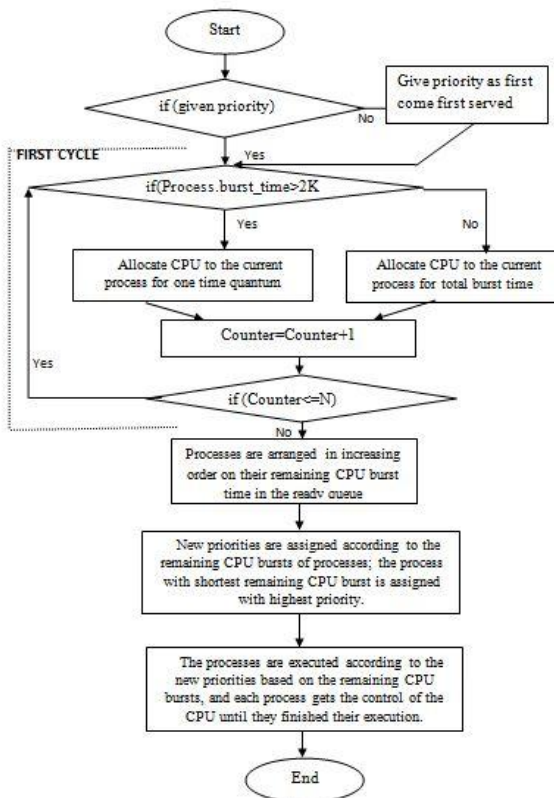 Start
if (given priority)
No
Give priority as first
come first served
Yes
FIRST CYCLE
if(Process.burst_time>2K
Yes
No
Allocate CPU to the current
process for one time quantum
Allocate CPU to the current
process for total burst time
Counter=Counter+1
Yes
if (Counter<=N)
No
Processes are arranged in increasing
order on their remaining CPU burst
time in the ready queue
New priorities are assigned according to the
remaining CPU bursts of processes; the process
with shortest remaining CPU burst is assigned
with highest priority.
The processes are executed according to the
new priorities based on the remaining CPU
bursts, and each process gets the control of the
CPU until they finished their execution.
End